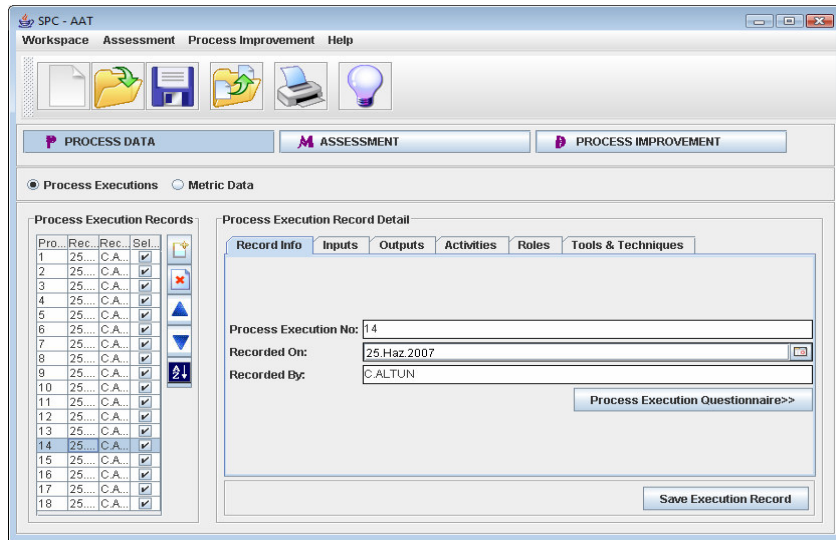 SPC - AAT
Workspace Assessment Process Improvement Help
P PROCESS DATA M ASSESSMENT PROCESS IMPROVEMENT
Process Executions Metric Data
Process Execution Records
Pro... Rec... Rec... Sel...
1 25.... C.A...
2 25.... C.A...
3 25.... C.A...
4 25.... C.A...
5 25.... C.A...
6 25.... C.A...
7 25.... C.A...
8 25.... C.A...
9 25.... C.A...
10 25.... C.A...
11 25.... C.A...
12 25.... C.A...
13 25.... C.A...
14 25.... C.A...
15 25.... C.A...
16 25.... C.A...
17 25.... C.A...
18 25.... C.A...
A
Z
Process Execution Record Detail
Record Info Inputs Outputs Activities Roles Tools & Techniques
Process Execution No: 14
Recorded On: 25.Haz.2007
Recorded By: C.ALTUN
Process Execution Questionnaire>>
Save Execution Record